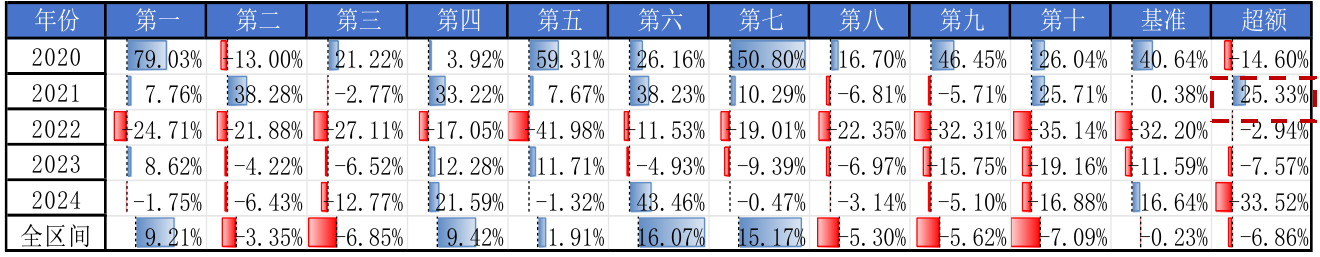 年份 第一 第二 第三 第四 第五 第六 第七 第八 第九 第十 基准 超额
2020 79.03% -13.00% 21.22% 3.92% 59.31% 26.16% 150.80% 16.70% 46.45% 26.04% 40.64% -14.60%
2021 7.76% 38.28% -2.77% 33.22% 7.67% 38.23% 10.29% -6.81% -5.71% 25.71% 0.38% 25.33%
2022 -24.71% -21.88% -27.11% -17.05% -41.98% -11.53% -19.01% -22.35% -32.31% -35.14% -32.20% -2.94%
2023 8.62% -4.22% -6.52% 12.28% 11.71% -4.93% -9.39% -6.97% -15.75% -19.16% -11.59% -7.57%
2024 -1.75% -6.43% -12.77% 21.59% -1.32% 43.46% -0.47% -3.14% -5.10% -16.88% 16.64% -33.52%
全区间 9.21% -3.35% -6.85% 9.42% 1.91% 16.07% 15.17% -5.30% -5.62% -7.09% -0.23% -6.86%